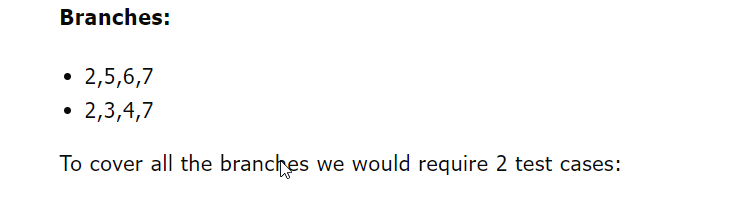 Branches:
• 2,5,6,7
• 2,3,4,7
To cover all the branches we would require 2 test cases: